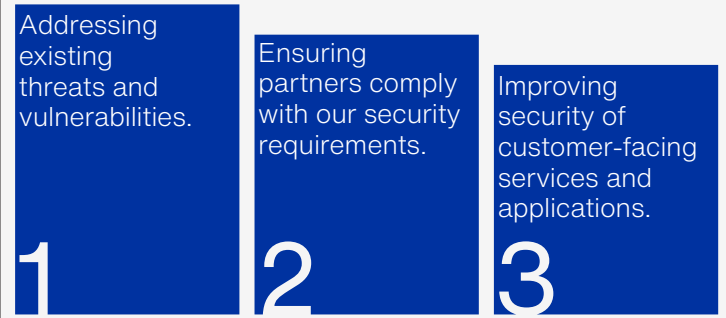 Addressing
existing
threats and
vulnerabilities.
1
Ensuring
partners comply
with our security
requirements.
2
Improving
security of
customer-facing
services and
applications.
3